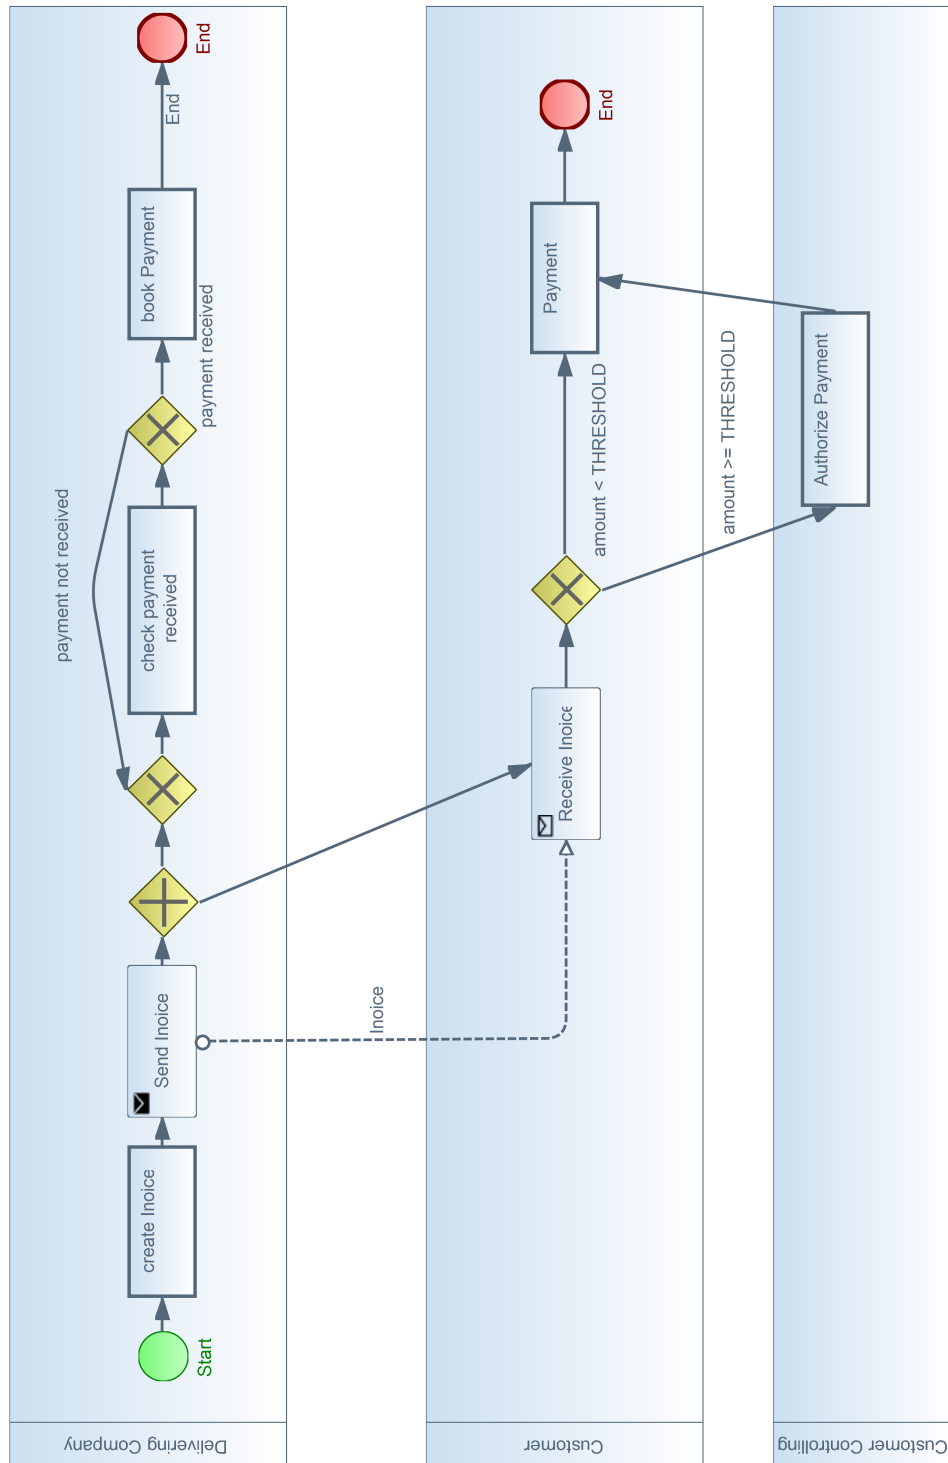 Delivering Company
Start
create Inoice
Send Inoice
check payment
received
payment not received
payment received
book Payment
End
End
Inoice
Customer
Receive Inoice
amount < THRESHOLD
amount >= THRESHOLD
Payment
End
Customer Controlling
Authorize Payment